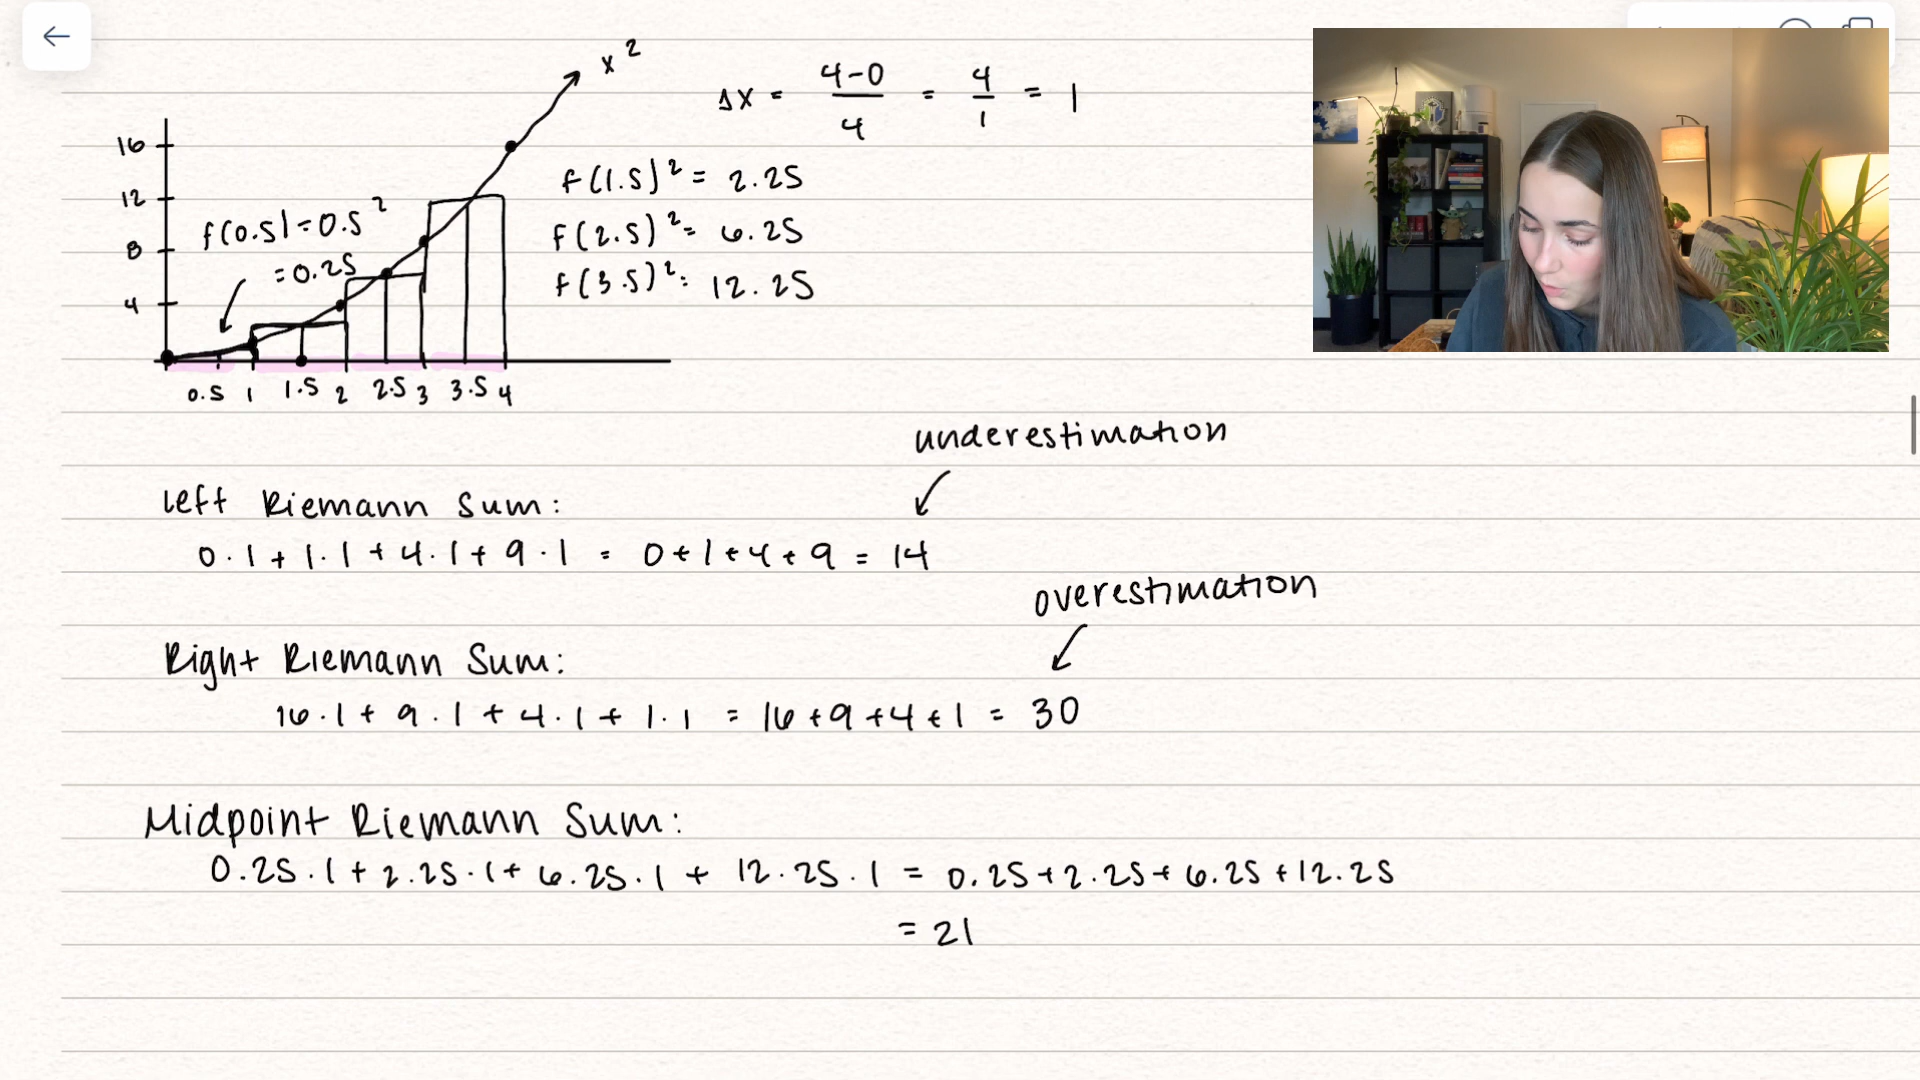 x²
Δx = 4-0 / 4 = 4/1 = 1
16
12
8
4
f(0.5)=0.5²
=0.25
f(1.5)² = 2.25
f(2.5)² = 6.25
f(3.5)² = 12.25
0.5 1 1.5 2 2.5 3 3.5 4
underestimation
Left Riemann Sum:
0·1 + 1·1 + 4·1 + 9·1 = 0+1+4+9 = 14
overestimation
Right Riemann Sum:
16·1 + 9·1 + 4·1 + 1·1 = 16+9+4+1 = 30
Midpoint Riemann Sum:
0.25·1 + 2.25·1 + 6.25·1 + 12.25·1 = 0.25+2.25+6.25+12.25
= 21